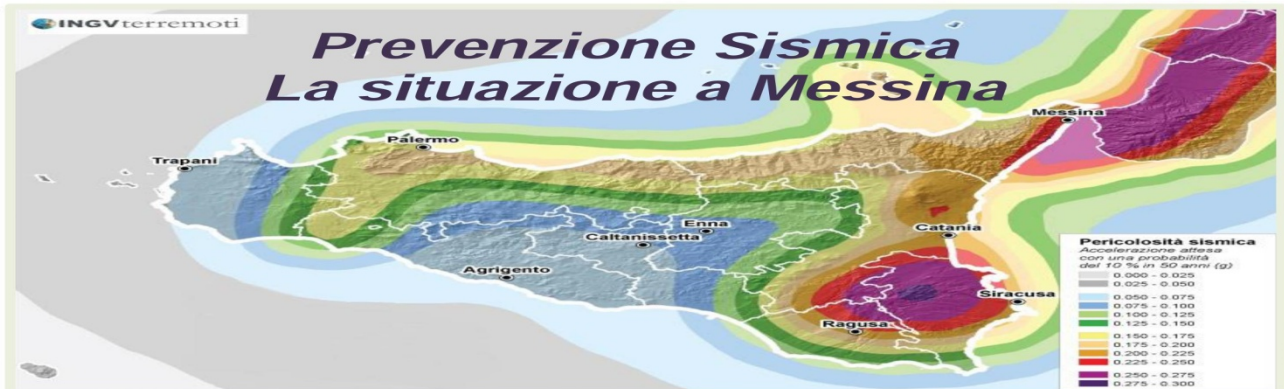 INGVterremoti
Prevenzione Sismica
La situazione a Messina
Messina
Palermo
Trapani
Enna
Caltanissetta
Catania
Agrigento
Siracusa
Ragusa
Pericolosità sismica
Accelerazione attesa
con una probabilità
del 10 % in 50 anni (g)
0.000 - 0.025
0.025 - 0.050
0.050 - 0.075
0.075 - 0.100
0.100 - 0.125
0.125 - 0.150
0.150 - 0.175
0.175 - 0.200
0.200 - 0.225
0.225 - 0.250
0.250 - 0.275
0.275 - 0.300